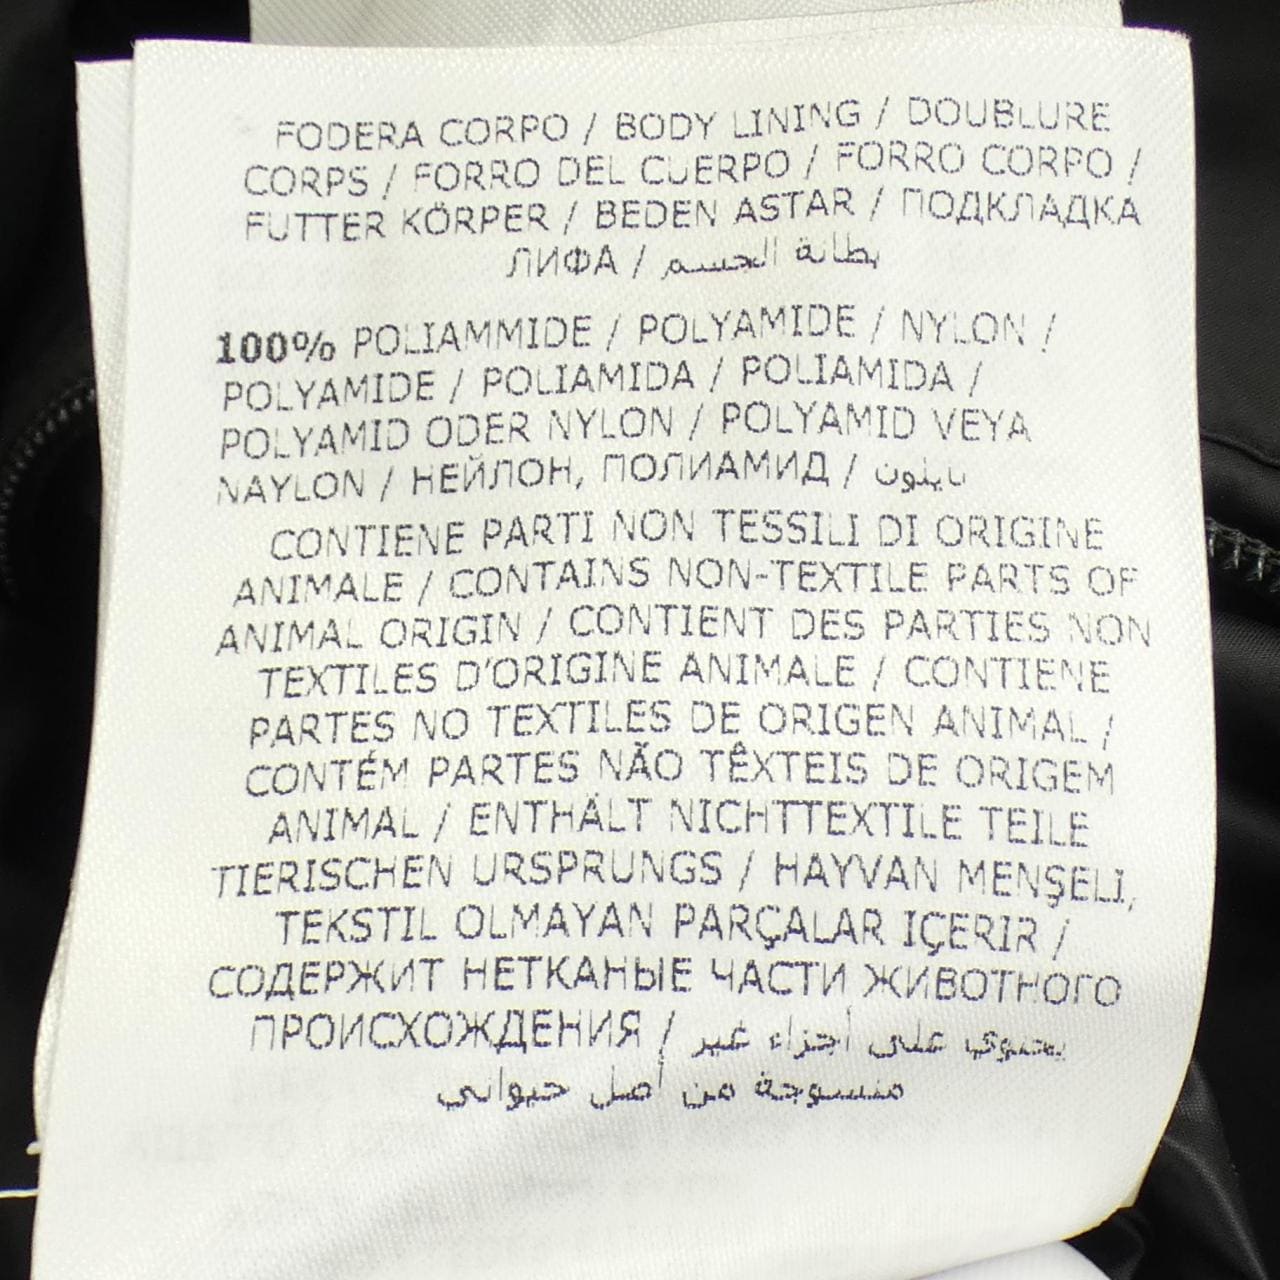 FODERA CORPO / BODY LINING / DOUBLURE
CORPS / FORRO DEL CUERPO / FORRO CORPO /
FUTTER KÖRPER / BEDEN ASTAR / ПОДКЛАДКА
ЛИФА / بطانة الجسم
100% POLIAMMIDE / POLYAMIDE / NYLON /
POLYAMIDE / POLIAMIDA / POLIAMIDA /
POLYAMID ODER NYLON / POLYAMID VEYA
NAYLON / НЕЙЛОН, ПОЛИАМИД / نايلون
CONTIENE PARTI NON TESSILI DI ORIGINE
ANIMALE / CONTAINS NON-TEXTILE PARTS OF
ANIMAL ORIGIN / CONTIENT DES PARTIES NON
TEXTILES D'ORIGINE ANIMALE / CONTIENE
PARTES NO TEXTILES DE ORIGEN ANIMAL /
CONTÉM PARTES NÃO TÊXTEIS DE ORIGEM
ANIMAL / ENTHÄLT NICHTTEXTILE TEILE
TIERISCHEN URSPRUNGS / HAYVAN MENŞELI,
TEKSTIL OLMAYAN PARÇALAR IÇERIR /
СОДЕРЖИТ НЕТКАНЫЕ ЧАСТИ ЖИВОТНОГО
ПРОИСХОЖДЕНИЯ / يحتوي على أجزاء غير
منسوجة من أصل حيواني